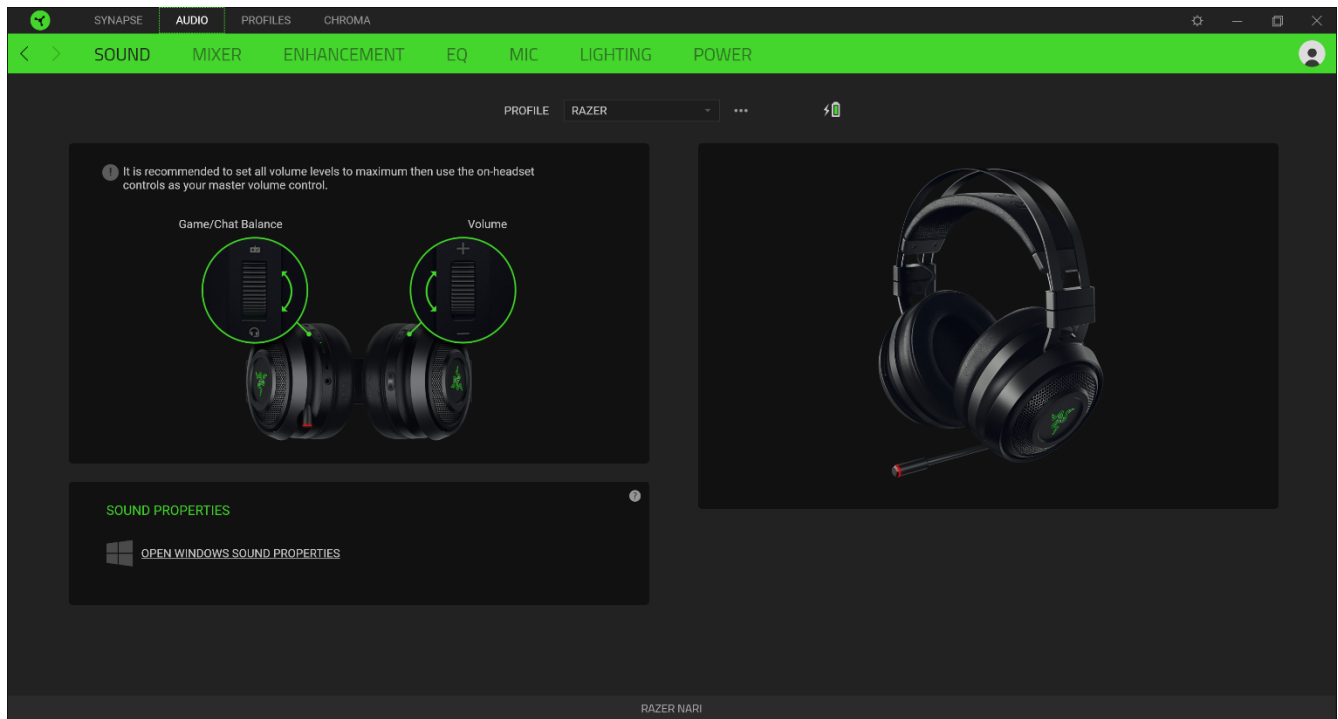 SYNAPSE AUDIO PROFILES CHROMA
SOUND MIXER ENHANCEMENT EQ MIC LIGHTING POWER
PROFILE RAZER
It is recommended to set all volume levels to maximum then use the on-headset
controls as your master volume control.
Game/Chat Balance Volume
SOUND PROPERTIES
OPEN WINDOWS SOUND PROPERTIES
RAZER NARI